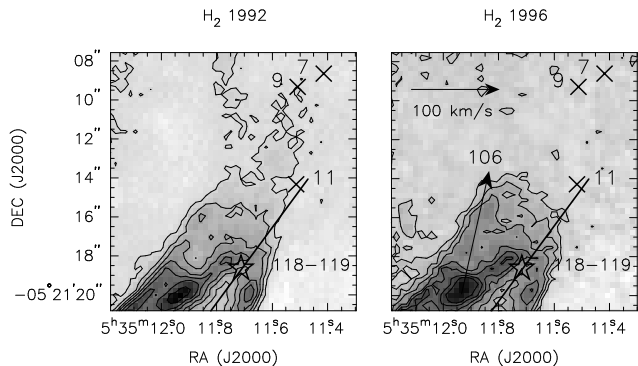 H2 1992
H2 1996
08"
10"
12"
14"
16"
18"
−05°21'20"
DEC (J2000)
7
9
11
118−119
5h35m12.s0
11.8
11.6
11.4
RA (J2000)
7
9
100 km/s
106
11
118−119
5h35m12.s0
11.8
11.6
11.4
RA (J2000)